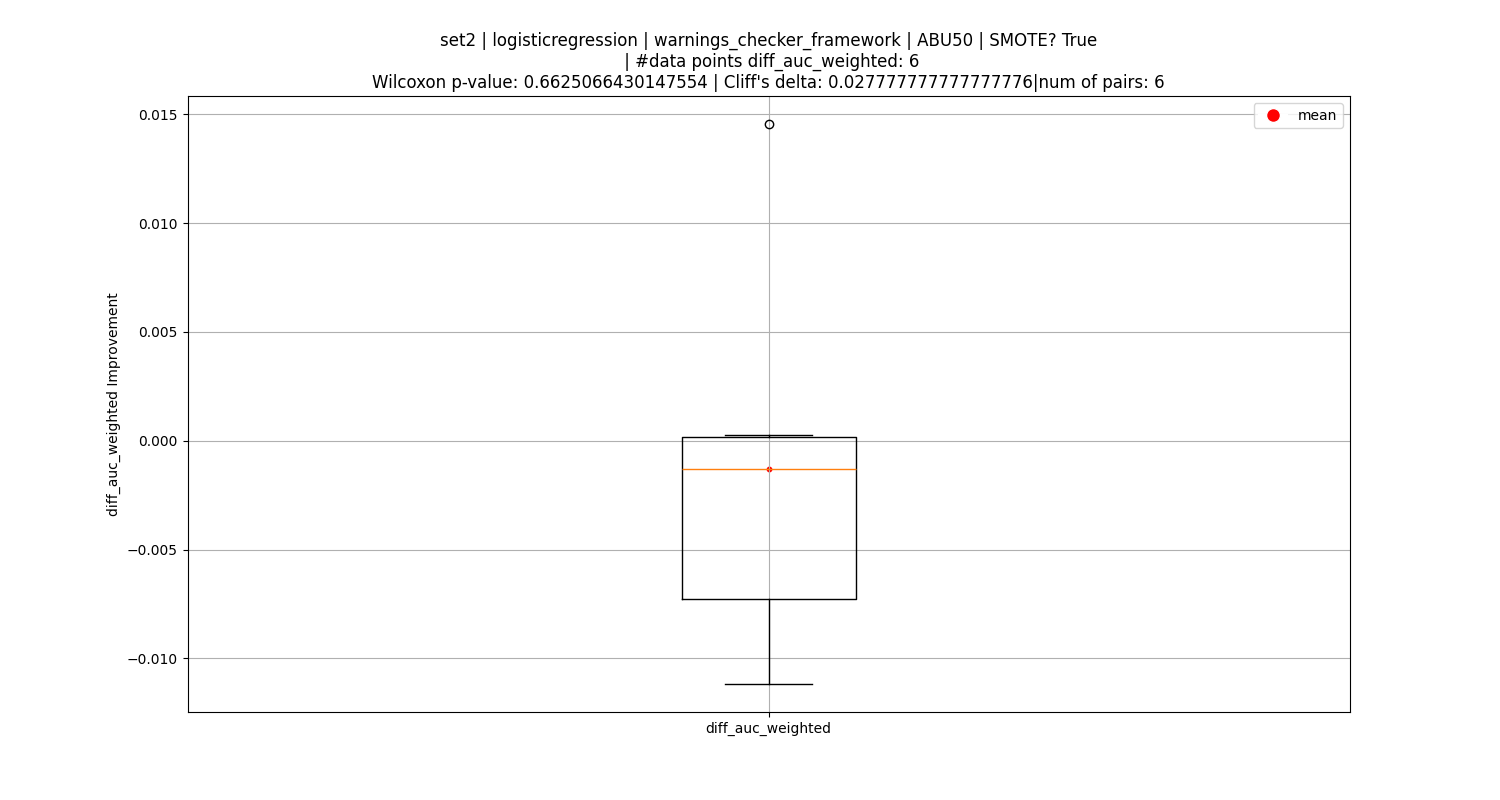 set2 | logisticregression | warnings_checker_framework | ABU50 | SMOTE? True
| #data points diff_auc_weighted: 6
Wilcoxon p-value: 0.6625066430147554 | Cliff's delta: 0.027777777777777776|num of pairs: 6
mean
0.015
0.010
0.005
0.000
−0.005
−0.010
diff_auc_weighted Improvement
diff_auc_weighted